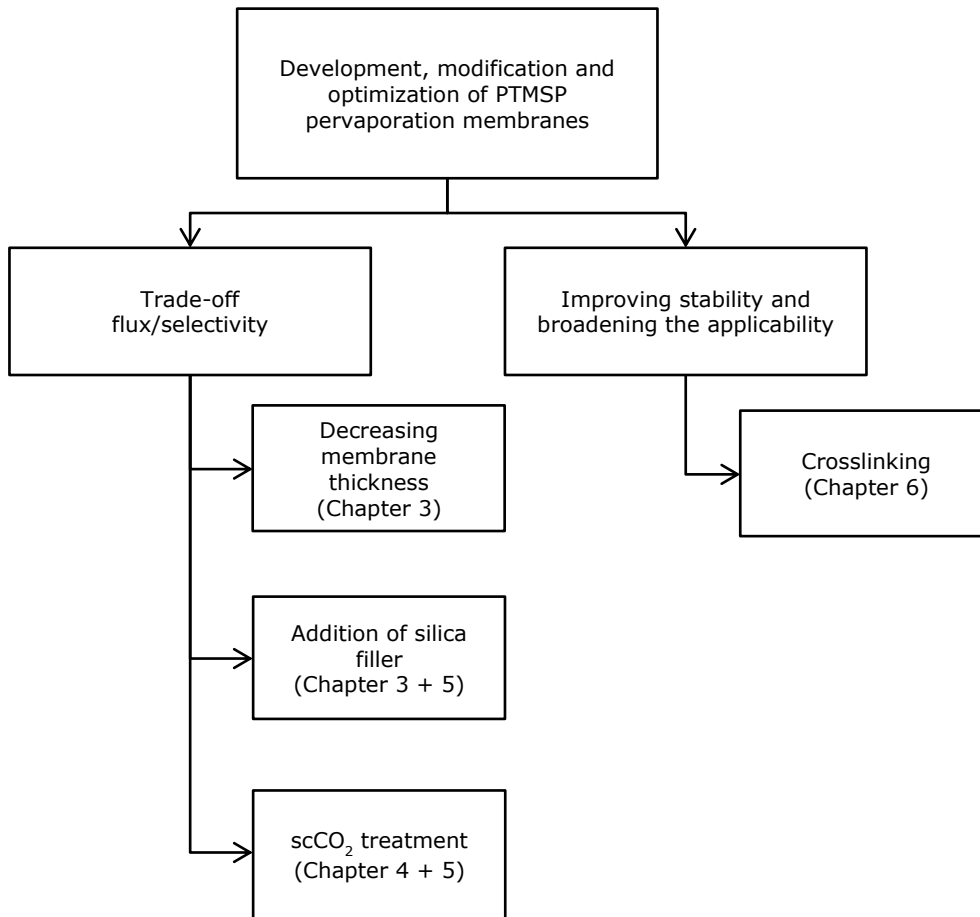 Development, modification and
optimization of PTMSP
pervaporation membranes
Trade-off
flux/selectivity
Improving stability and
broadening the applicability
Decreasing
membrane
thickness
(Chapter 3)
Crosslinking
(Chapter 6)
Addition of silica
filler
(Chapter 3 + 5)
scCO₂ treatment
(Chapter 4 + 5)